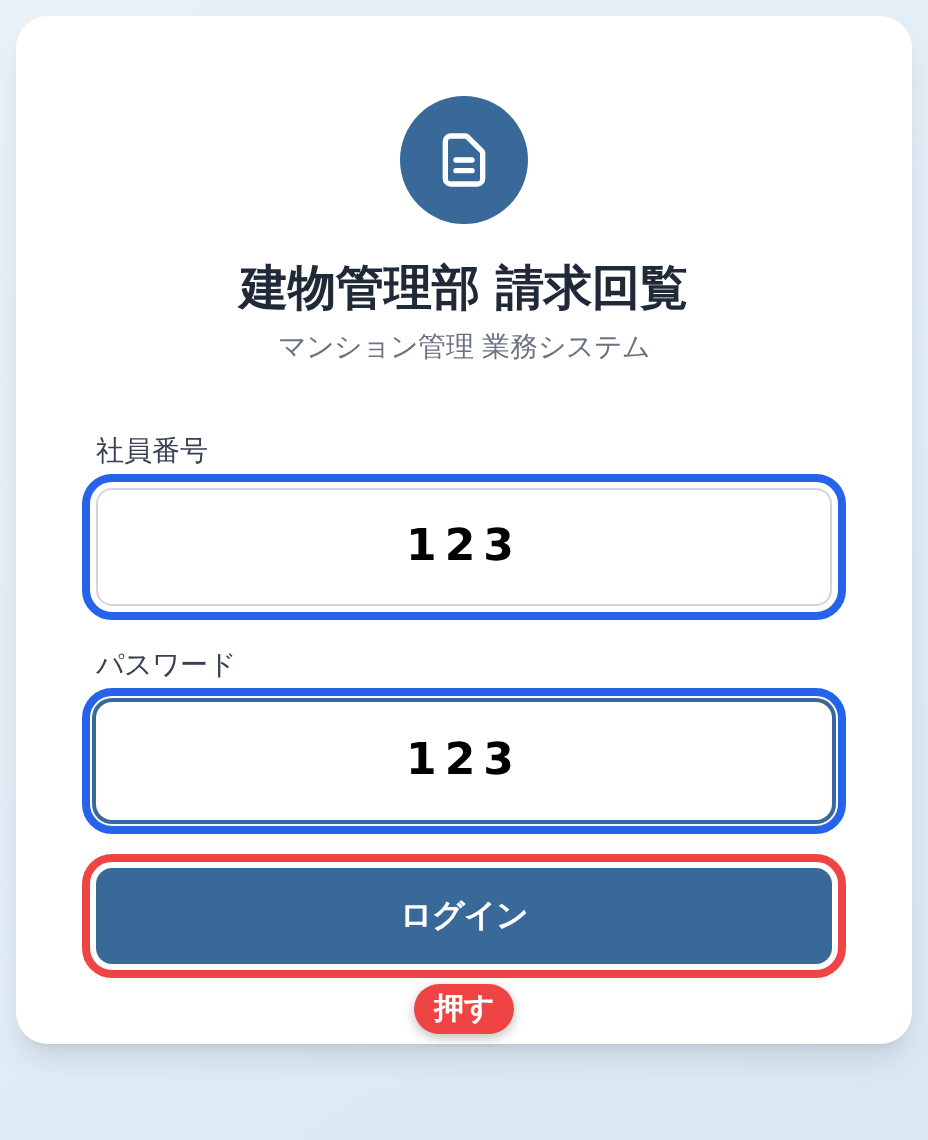 建物管理部 請求回覧
マンション管理 業務システム
社員番号
123
パスワード
123
ログイン
押す